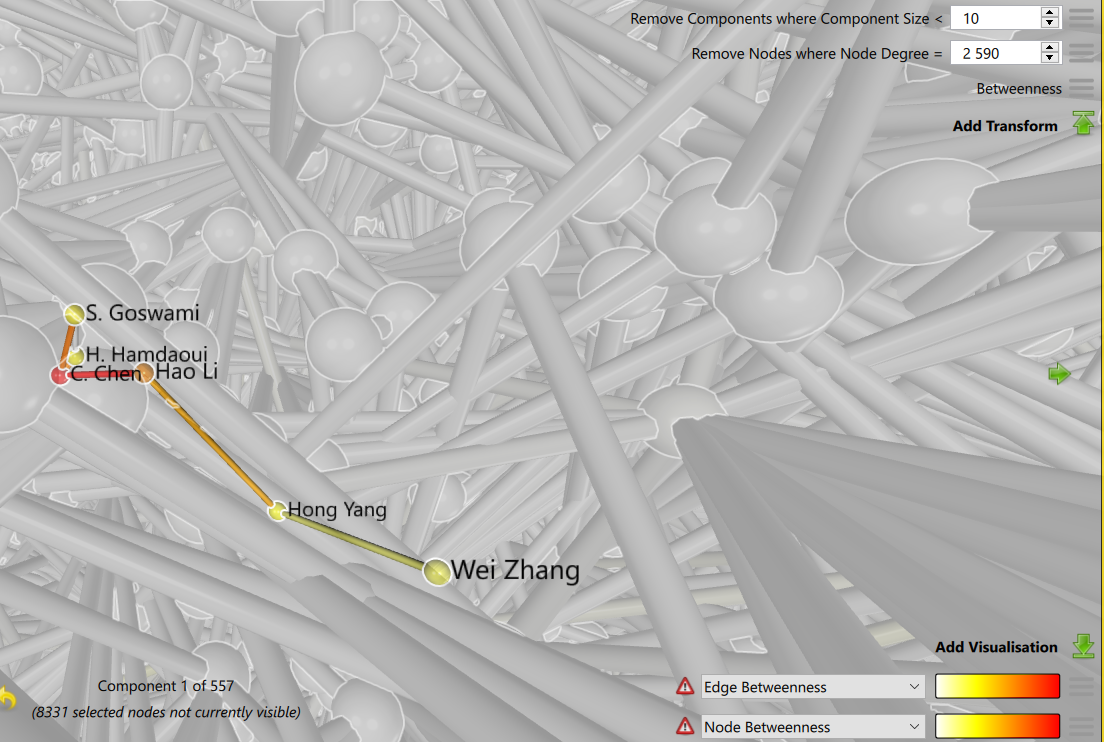 Remove Components where Component Size < 10
Remove Nodes where Node Degree = 2 590
Betweenness
Add Transform
S. Goswami
H. Hamdaoui
C. Chen
Hao Li
Hong Yang
Wei Zhang
Add Visualisation
Component 1 of 557
(8331 selected nodes not currently visible)
Edge Betweenness
Node Betweenness